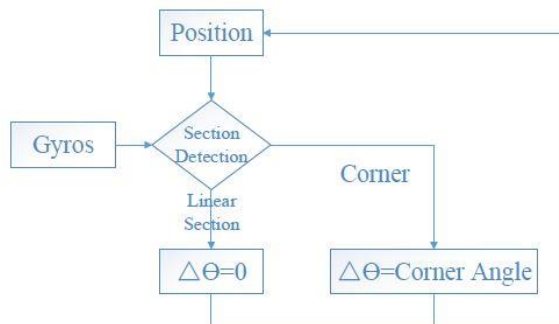 Position
Gyros
Section
Detection
Corner
Linear
Section
△Θ=0
△Θ=Corner Angle